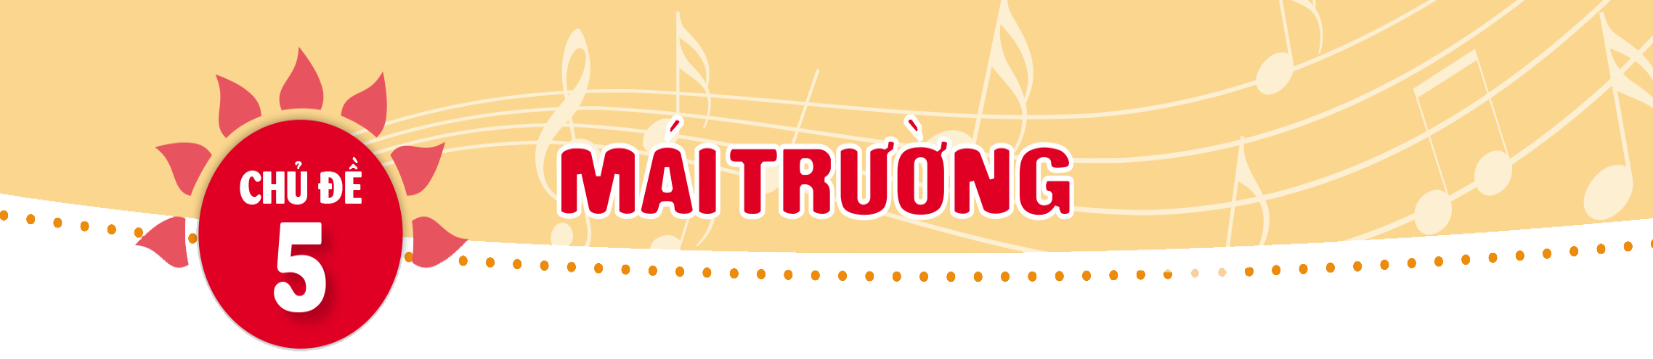 CHỦ ĐỀ
5
MÁI TRƯỜNG